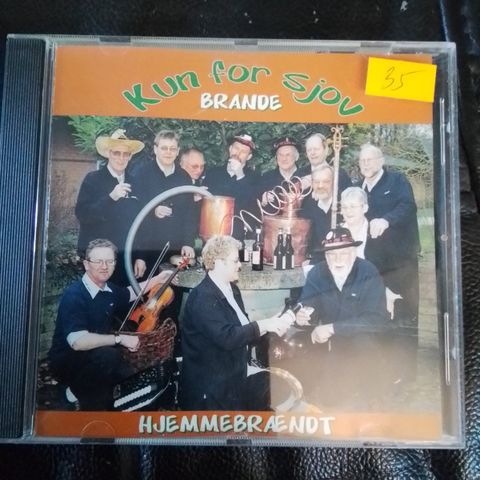 Kun for sjov
35
BRANDE
HJEMMEBRÆNDT